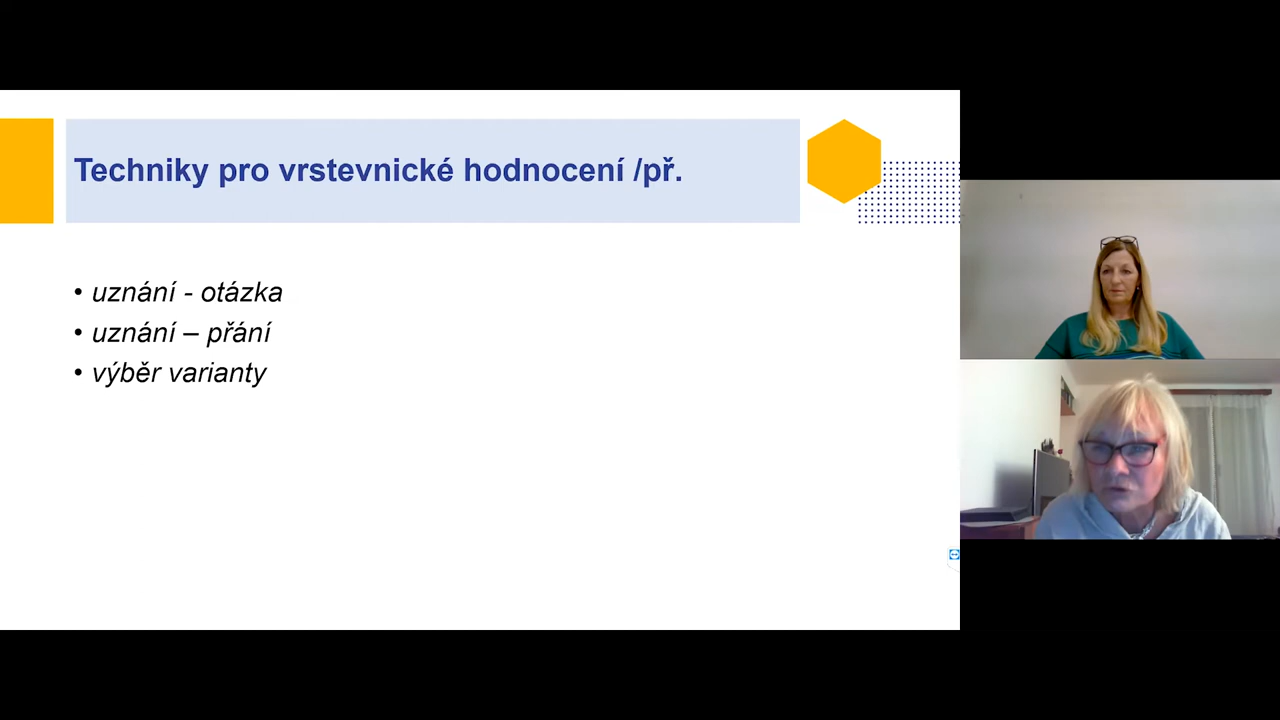 Techniky pro vrstevnické hodnocení /př.
• uznání - otázka
• uznání – přání
• výběr varianty